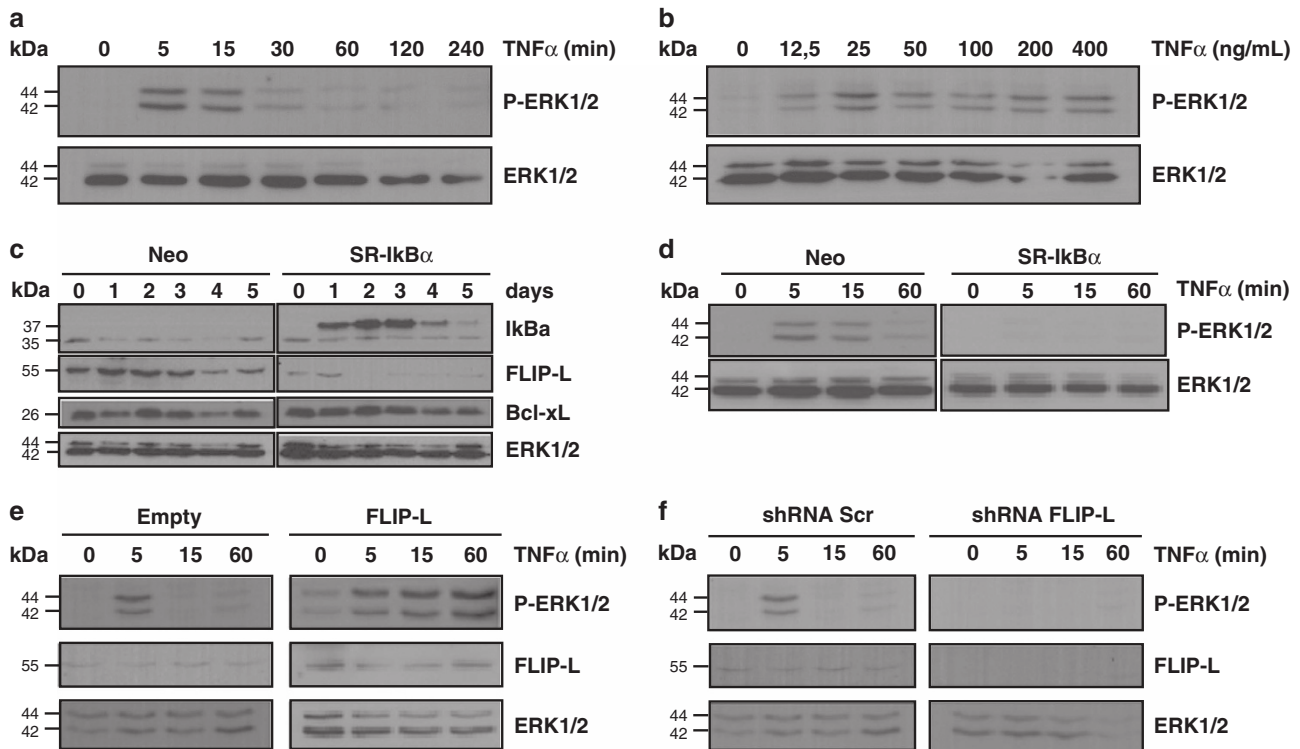 a
kDa 0 5 15 30 60 120 240 TNFα (min)
44
42
P-ERK1/2
44
42
ERK1/2
b
kDa 0 12,5 25 50 100 200 400 TNFα (ng/mL)
44
42
P-ERK1/2
44
42
ERK1/2
c
Neo SR-IkBα
kDa 0 1 2 3 4 5 0 1 2 3 4 5 days
37
35
IkBa
55
FLIP-L
26
Bcl-xL
44
42
ERK1/2
d
Neo SR-IkBα
kDa 0 5 15 60 0 5 15 60 TNFα (min)
44
42
P-ERK1/2
44
42
ERK1/2
e
Empty FLIP-L
kDa 0 5 15 60 0 5 15 60 TNFα (min)
44
42
P-ERK1/2
55
FLIP-L
44
42
ERK1/2
f
shRNA Scr shRNA FLIP-L
kDa 0 5 15 60 0 5 15 60 TNFα (min)
44
42
P-ERK1/2
55
FLIP-L
44
42
ERK1/2